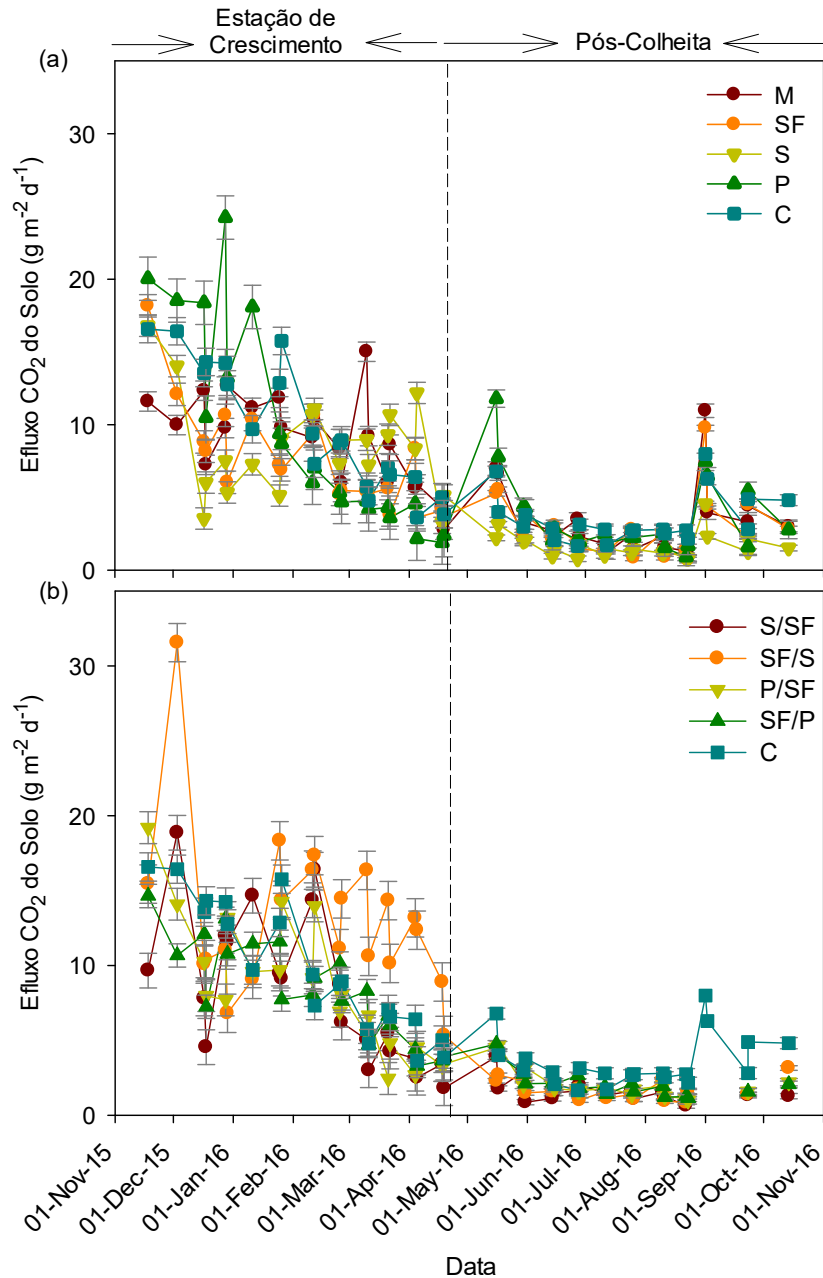 Estação de
Crescimento
Pós-Colheita
(a)
M
SF
S
P
C
30
20
10
0
Efluxo CO2 do Solo (g m-2 d-1)
(b)
S/SF
SF/S
P/SF
SF/P
C
30
20
10
0
Efluxo CO2 do Solo (g m-2 d-1)
01-Nov-15
01-Dec-15
01-Jan-16
01-Feb-16
01-Mar-16
01-Apr-16
01-May-16
01-Jun-16
01-Jul-16
01-Aug-16
01-Sep-16
01-Oct-16
01-Nov-16
Data